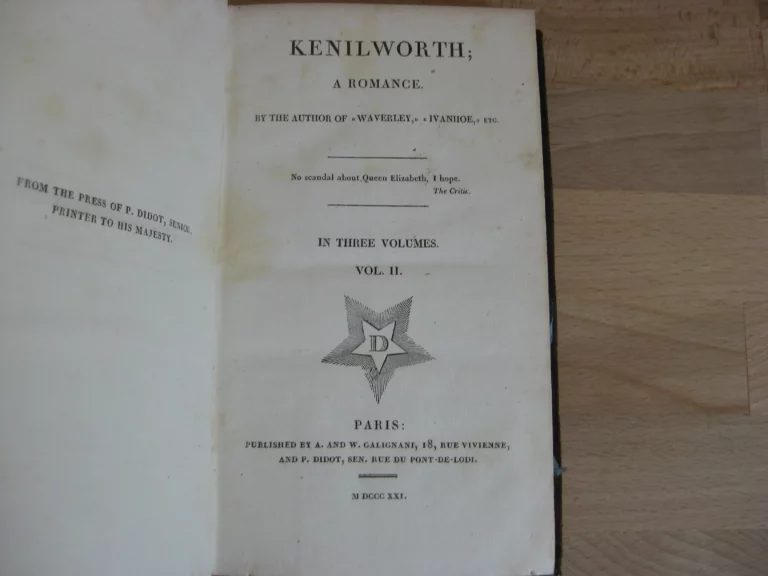 FROM THE PRESS OF P. DIDOT, SENIOR,
PRINTER TO HIS MAJESTY.
KENILWORTH;
A ROMANCE.
BY THE AUTHOR OF «WAVERLEY,» «IVANHOE,» ETC.
No scandal about Queen Elizabeth, I hope.
The Critic.
IN THREE VOLUMES.
VOL. II.
D
PARIS:
PUBLISHED BY A. AND W. GALIGNANI, 18, RUE VIVIENNE,
AND P. DIDOT, SEN. RUE DU PONT-DE-LODI.
M DCCC XXI.